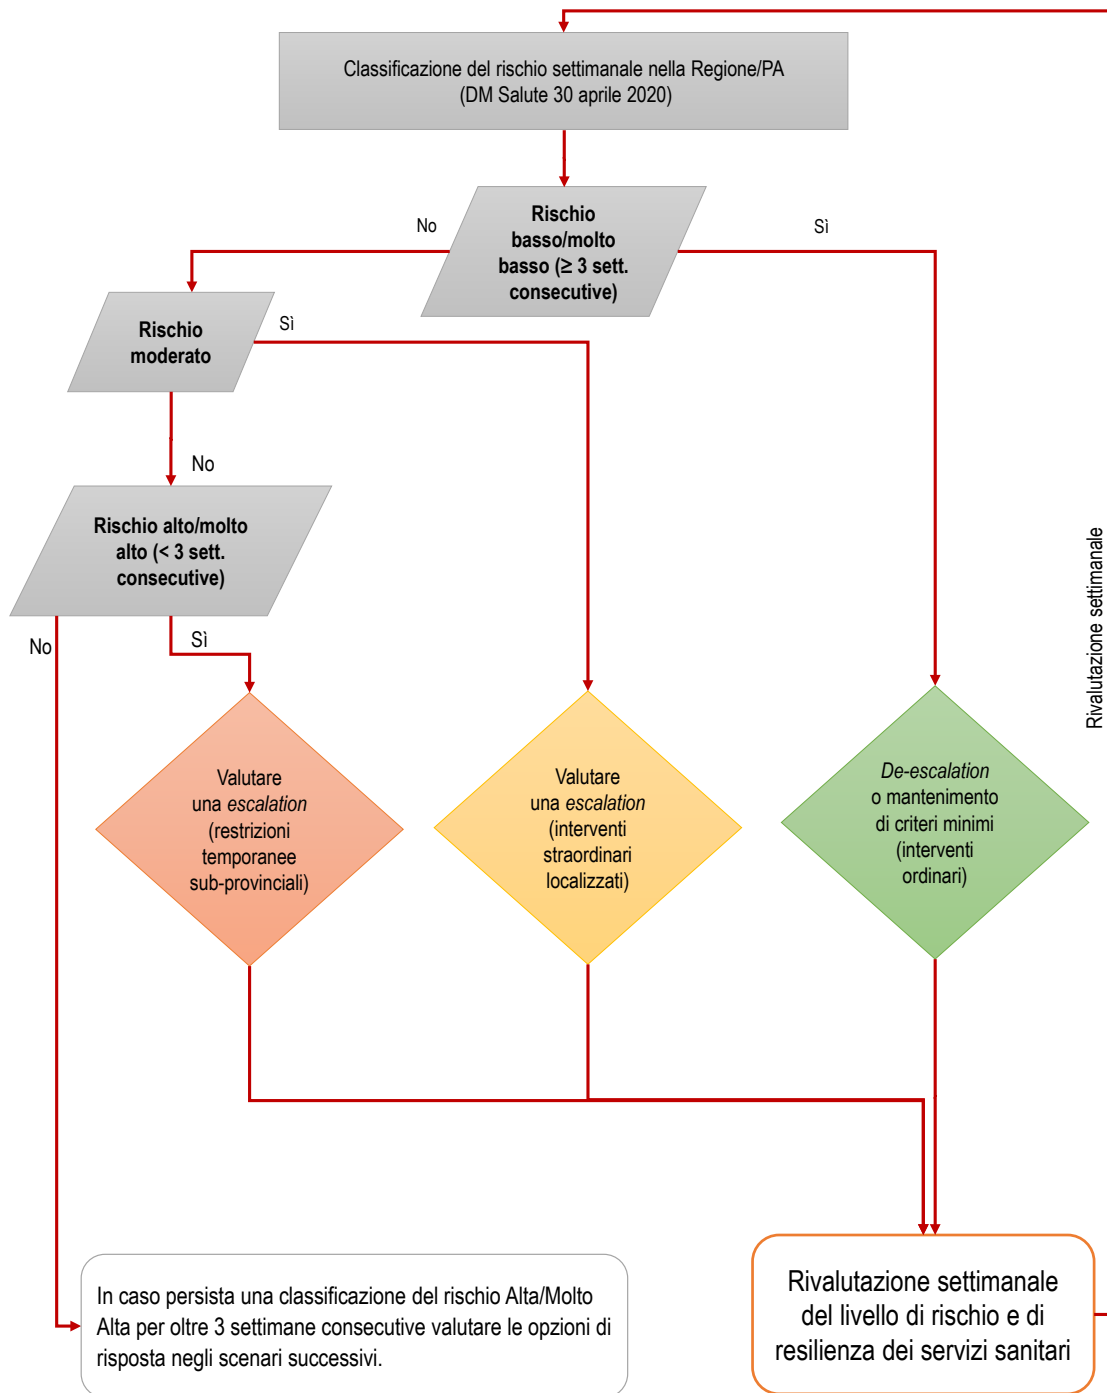 Classificazione del rischio settimanale nella Regione/PA
(DM Salute 30 aprile 2020)
Rischio
basso/molto
basso (≥ 3 sett.
consecutive)
No
Sì
Rischio
moderato
Sì
No
Rischio alto/molto
alto (< 3 sett.
consecutive)
No
Sì
Valutare
una escalation
(restrizioni
temporanee
sub-provinciali)
Valutare
una escalation
(interventi
straordinari
localizzati)
De-escalation
o mantenimento
di criteri minimi
(interventi
ordinari)
Rivalutazione settimanale
In caso persista una classificazione del rischio Alta/Molto
Alta per oltre 3 settimane consecutive valutare le opzioni di
risposta negli scenari successivi.
Rivalutazione settimanale
del livello di rischio e di
resilienza dei servizi sanitari